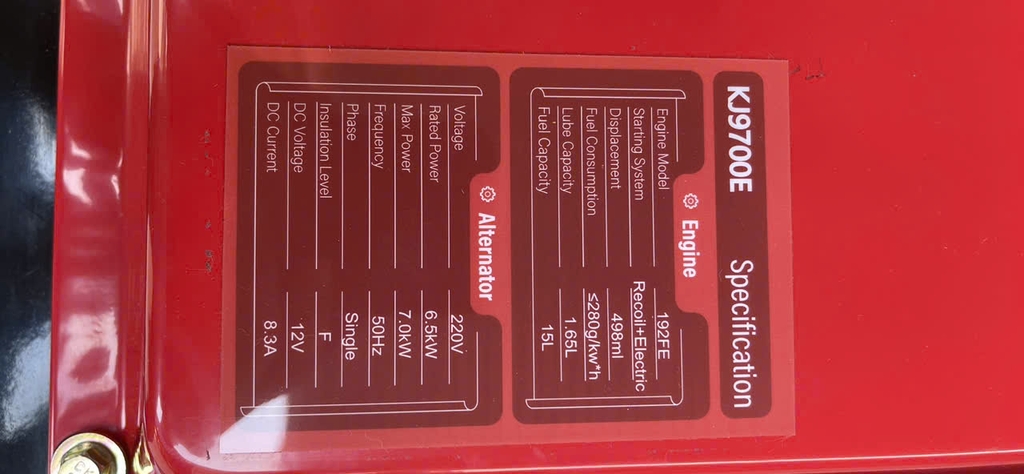 KJ9700E Specification
Engine
Engine Model 192FE
Starting System Recoil+Electric
Displacement 498ml
Fuel Consumption ≤280g/kw*h
Lube Capacity 1.65L
Fuel Capacity 15L
Alternator
Voltage 220V
Rated Power 6.5kW
Max Power 7.0kW
Frequency 50Hz
Phase Single
Insulation Level F
DC Voltage 12V
DC Current 8.3A